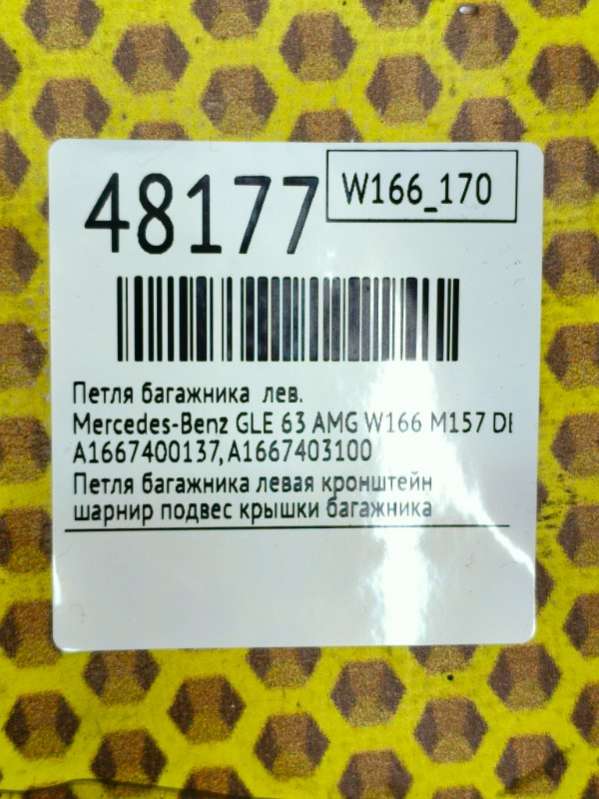 48177
W166_170
Петля багажника лев.
Mercedes-Benz GLE 63 AMG W166 M157
A1667400137,A1667403100
Петля багажника левая кронштейн
шарнир подвес крышки багажника